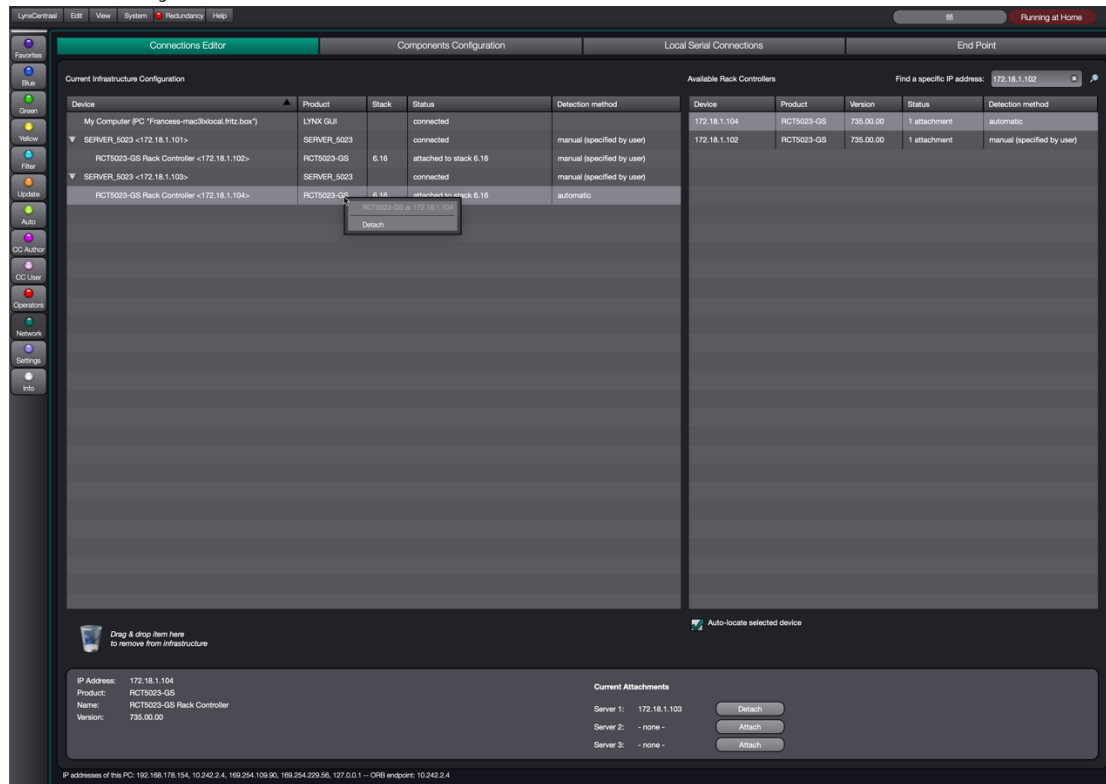 LynxCentraal Edit View System Redundancy Help Running at Home
Favorites
Blue
Green
Yellow
Filter
Update
Auto
CC Author
CC User
Operators
Network
Settings
Info
Connections Editor Components Configuration Local Serial Connections End Point
Current Infrastructure Configuration
Device Product Stack Status Detection method
My Computer (PC "Francess-mac3lxlocal.fritz.box") LYNX GUI connected
SERVER_5023 <172.18.1.101> SERVER_5023 connected manual (specified by user)
RCT5023-GS Rack Controller <172.18.1.102> RCT5023-GS 6.16 attached to stack 6.16 manual (specified by user)
SERVER_5023 <172.18.1.103> SERVER_5023 connected manual (specified by user)
RCT5023-GS Rack Controller <172.18.1.104> RCT5023-GS 6.16 attached to stack 6.16 automatic
RCT5023-GS at 172.18.1.104
Detach
Available Rack Controllers Find a specific IP address: 172.18.1.102
Device Product Version Status Detection method
172.18.1.104 RCT5023-GS 735.00.00 1 attachment automatic
172.18.1.102 RCT5023-GS 735.00.00 1 attachment manual (specified by user)
Drag & drop item here
to remove from infrastructure
Auto-locate selected device
IP Address: 172.18.1.104
Product: RCT5023-GS
Name: RCT5023-GS Rack Controller
Version: 735.00.00
Current Attachments
Server 1: 172.18.1.103 Detach
Server 2: - none - Attach
Server 3: - none - Attach
IP addresses of this PC: 192.168.178.154, 10.242.2.4, 169.254.109.90, 169.254.229.56, 127.0.0.1 -- ORB endpoint: 10.242.2.4